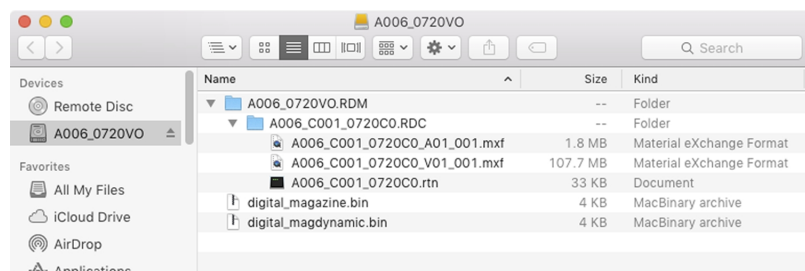 A006_0720VO
Search
Devices
Remote Disc
A006_0720VO
Favorites
All My Files
iCloud Drive
AirDrop
Applications
Name Size Kind
A006_0720VO.RDM -- Folder
A006_C001_0720C0.RDC -- Folder
A006_C001_0720C0_A01_001.mxf 1.8 MB Material eXchange Format
A006_C001_0720C0_V01_001.mxf 107.7 MB Material eXchange Format
A006_C001_0720C0.rtn 33 KB Document
digital_magazine.bin 4 KB MacBinary archive
digital_magdynamic.bin 4 KB MacBinary archive